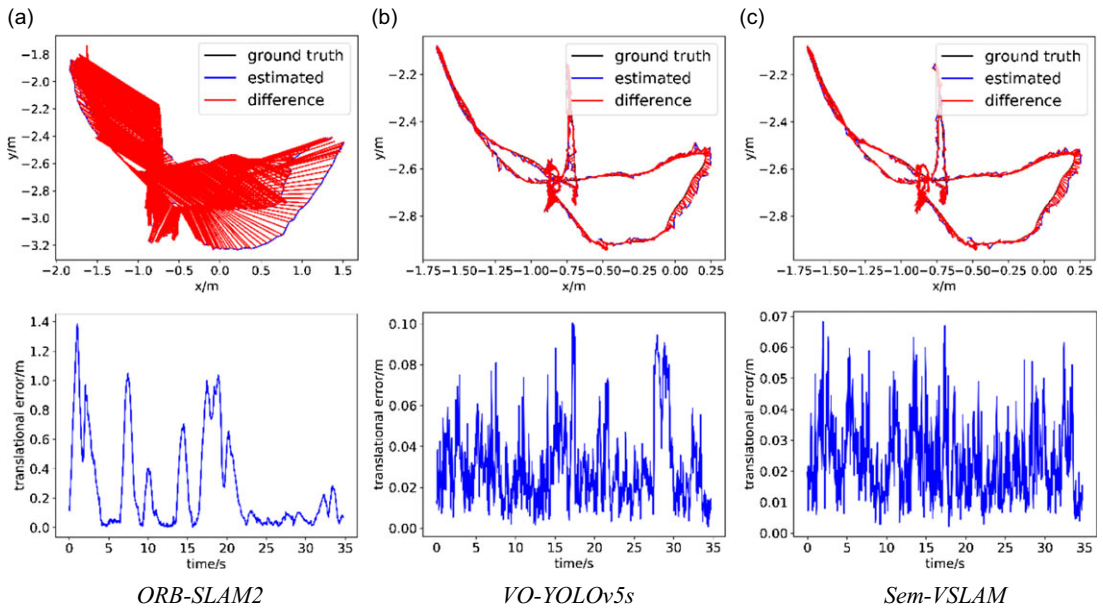 (a)
(b)
(c)
ground truth
estimated
difference
y/m
−1.8
−2.0
−2.2
−2.4
−2.6
−2.8
−3.0
−3.2
−2.0 −1.5 −1.0 −0.5 0.0 0.5 1.0 1.5
x/m
ground truth
estimated
difference
y/m
−2.2
−2.4
−2.6
−2.8
−1.75 −1.50 −1.25 −1.00 −0.75 −0.50 −0.25 0.00 0.25
x/m
ground truth
estimated
difference
y/m
−2.2
−2.4
−2.6
−2.8
−1.75 −1.50 −1.25 −1.00 −0.75 −0.50 −0.25 0.00 0.25
x/m
translational error/m
1.4
1.2
1.0
0.8
0.6
0.4
0.2
0.0
0 5 10 15 20 25 30 35
time/s
translational error/m
0.10
0.08
0.06
0.04
0.02
0.00
0 5 10 15 20 25 30 35
time/s
translational error/m
0.07
0.06
0.05
0.04
0.03
0.02
0.01
0.00
0 5 10 15 20 25 30 35
time/s
ORB-SLAM2
VO-YOLOv5s
Sem-VSLAM